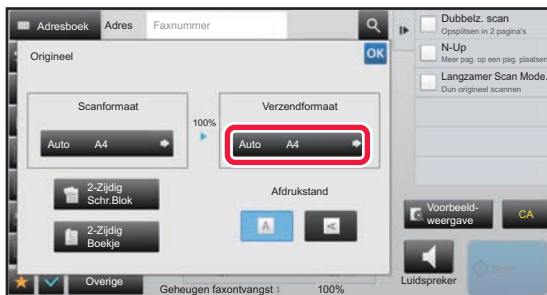 Adresboek
Adres
Faxnummer
Dubbelz. scan
Opsplitsen in 2 pagina's
N-Up
Meer pag. op een pag. plaatsen
Langzamer Scan Mode.
Dun origineel scannen
Origineel
OK
Scanformaat
Verzendformaat
100%
Auto A4
Auto A4
2-Zijdig
Schr.Blok
2-Zijdig
Boekje
Afdrukstand
A
A
Voorbeeld-
weergave
CA
Overige
Geheugen faxontvangst :
100%
Luidspreker
Start